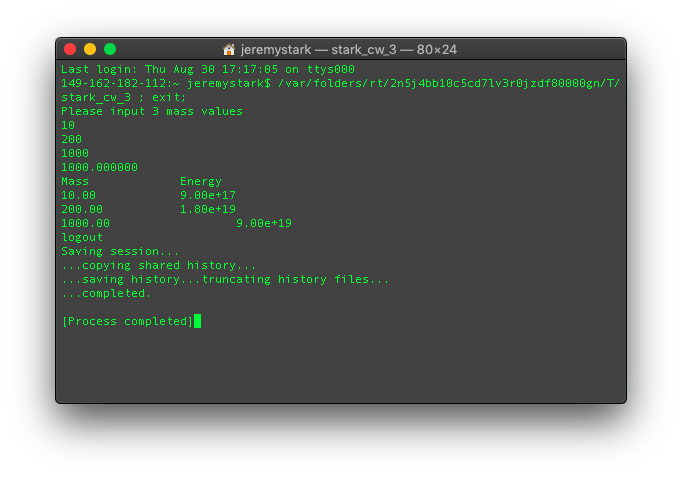 jeremystark — stark_cw_3 — 80×24
Last login: Thu Aug 30 17:17:05 on ttys000
149-162-182-112:~ jeremystark$ /var/folders/rt/2n5j4bb10c5cd7lv3r0jzdf80000gn/T/
stark_cw_3 ; exit;
Please input 3 mass values
10
200
1000
1000.000000
Mass Energy
10.00 9.00e+17
200.00 1.80e+19
1000.00 9.00e+19
logout
Saving session...
...copying shared history...
...saving history...truncating history files...
...completed.
[Process completed]